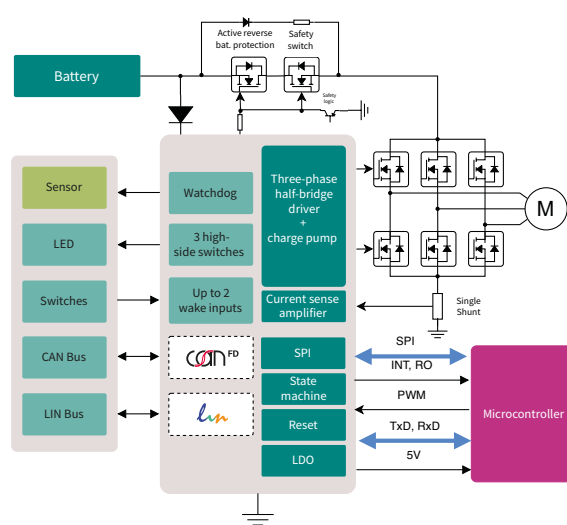 Active reverse
bat. protection
Safety
switch
Battery
Safety
logic
Sensor
LED
Switches
CAN Bus
LIN Bus
Watchdog
3 high-
side switches
Up to 2
wake inputs
CAN FD
lin
Three-phase
half-bridge
driver
+
charge pump
Current sense
amplifier
SPI
State
machine
Reset
LDO
M
Single
Shunt
SPI
INT, RO
PWM
TxD, RxD
5V
Microcontroller